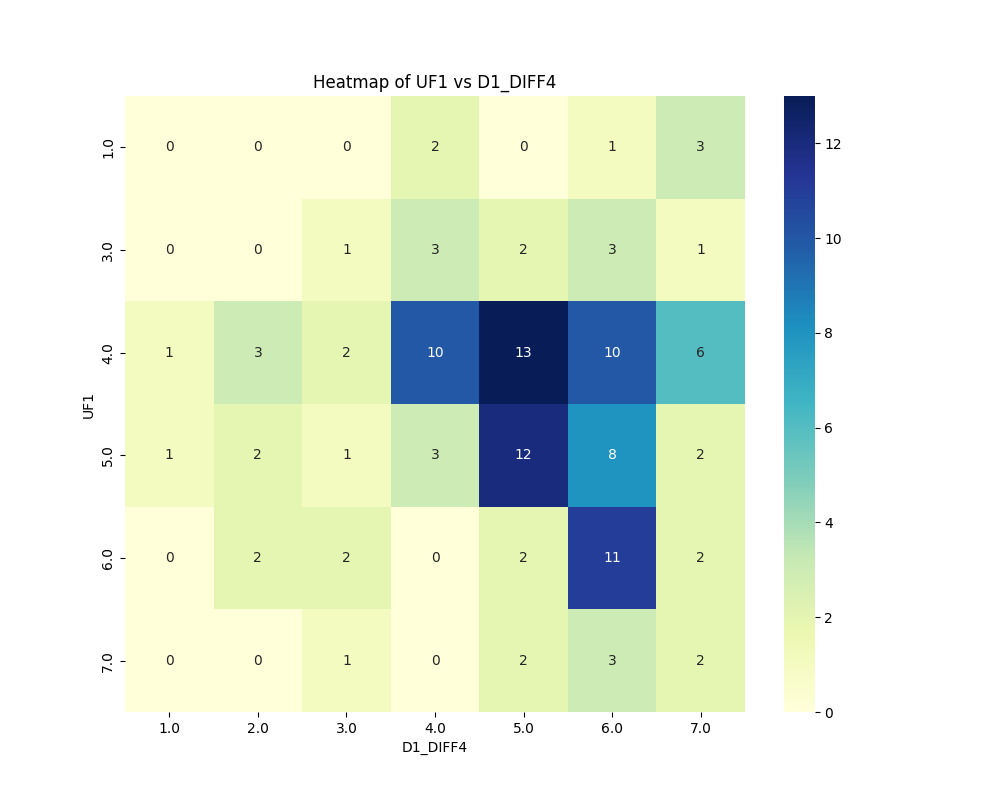 Heatmap of UF1 vs D1_DIFF4
1.0 0 0 0 2 0 1 3
3.0 0 0 1 3 2 3 1
4.0 1 3 2 10 13 10 6
5.0 1 2 1 3 12 8 2
6.0 0 2 2 0 2 11 2
7.0 0 0 1 0 2 3 2
UF1
1.0 2.0 3.0 4.0 5.0 6.0 7.0
D1_DIFF4
12
10
8
6
4
2
0